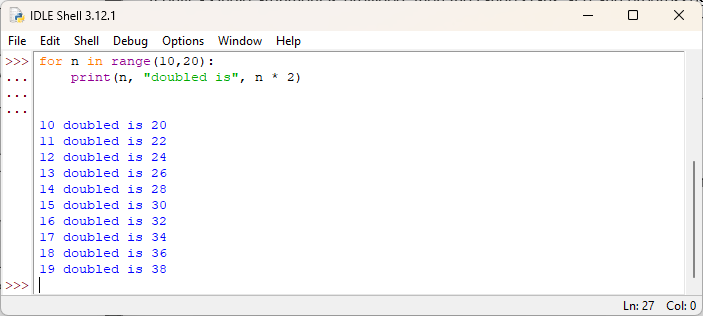 IDLE Shell 3.12.1
File Edit Shell Debug Options Window Help
>>> for n in range(10,20):
...     print(n, "doubled is", n * 2)
...
...
10 doubled is 20
11 doubled is 22
12 doubled is 24
13 doubled is 26
14 doubled is 28
15 doubled is 30
16 doubled is 32
17 doubled is 34
18 doubled is 36
19 doubled is 38
>>>
Ln: 27 Col: 0